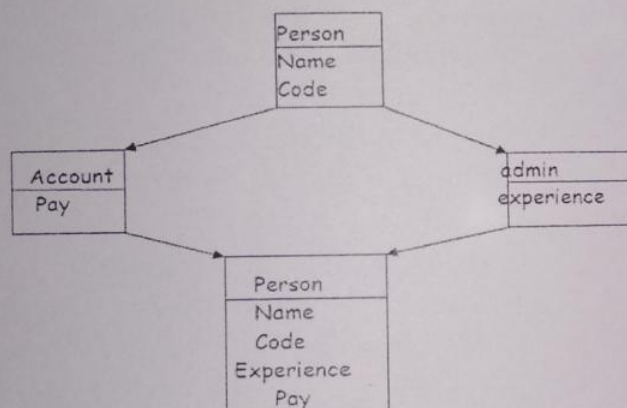 Person
Name
Code
Account
Pay
admin
experience
Person
Name
Code
Experience
Pay